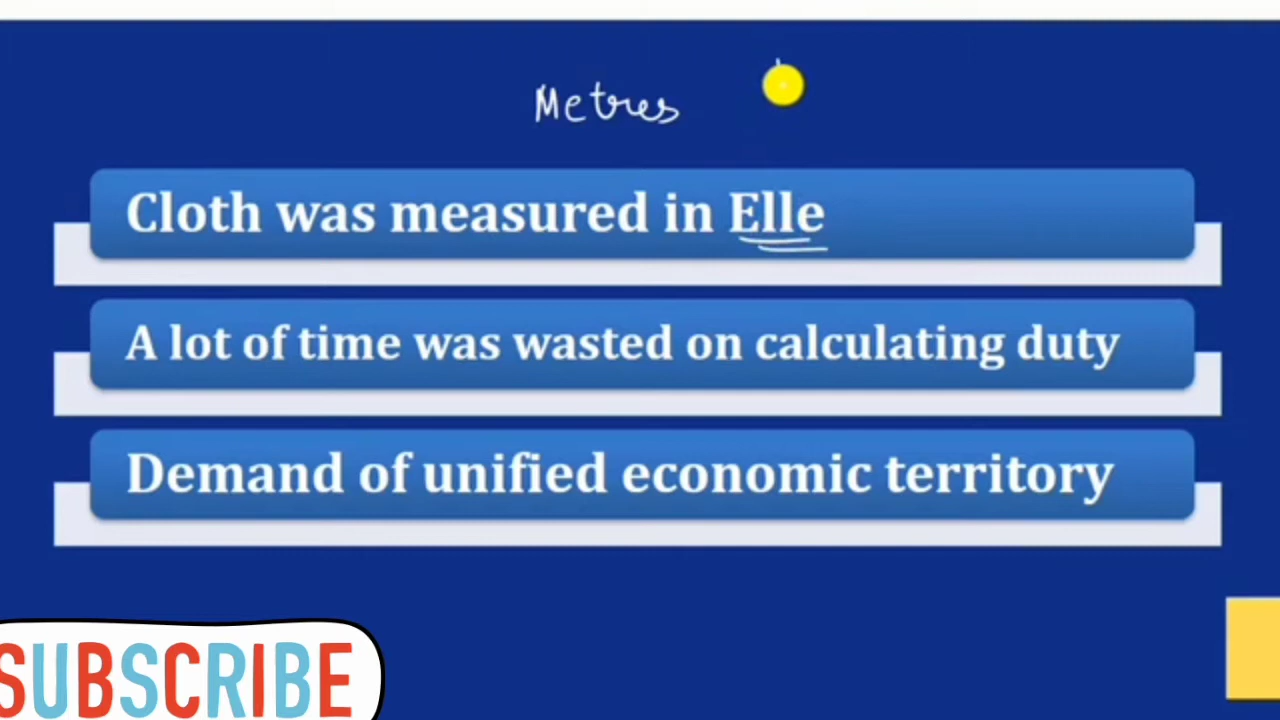 Metres
Cloth was measured in Elle
A lot of time was wasted on calculating duty
Demand of unified economic territory
SUBSCRIBE